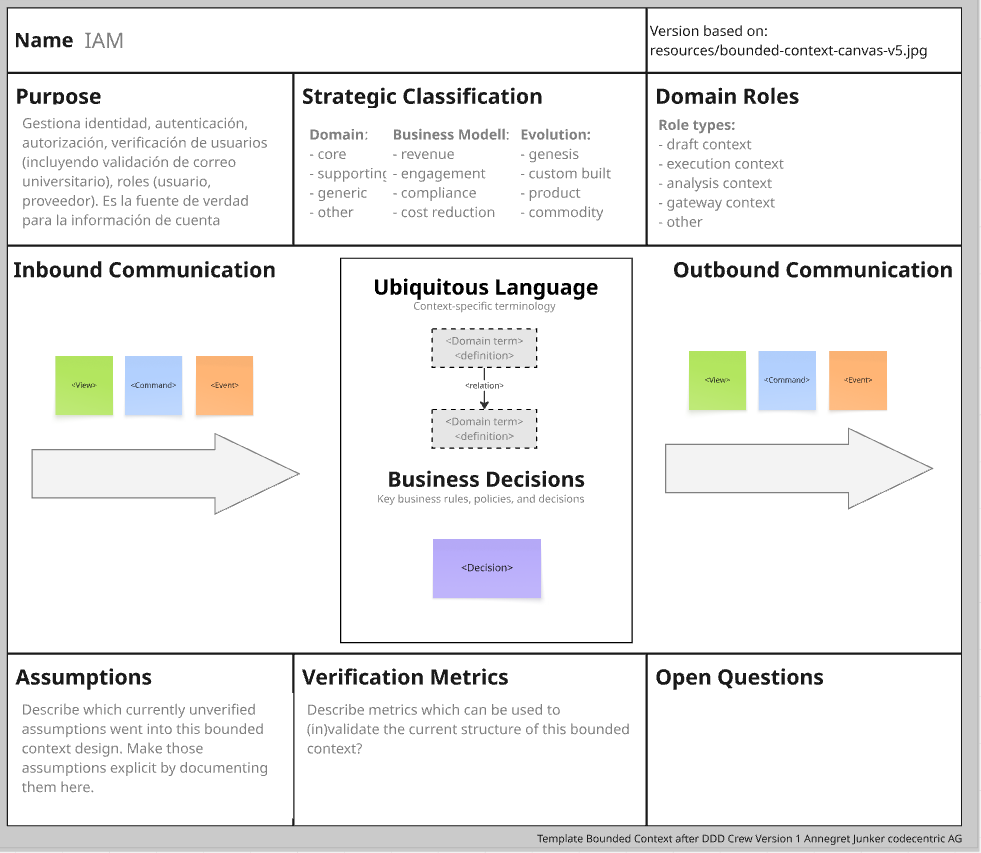 Name IAM
Version based on:
resources/bounded-context-canvas-v5.jpg
Purpose
Gestiona identidad, autenticación,
autorización, verificación de usuarios
(incluyendo validación de correo
universitario), roles (usuario,
proveedor). Es la fuente de verdad
para la información de cuenta
Strategic Classification
Domain:
- core
- supporting
- generic
- other
Business Modell:
- revenue
- engagement
- compliance
- cost reduction
Evolution:
- genesis
- custom built
- product
- commodity
Domain Roles
Role types:
- draft context
- execution context
- analysis context
- gateway context
- other
Inbound Communication
<View>
<Command>
<Event>
Ubiquitous Language
Context-specific terminology
<Domain term>
<definition>
<relation>
<Domain term>
<definition>
Business Decisions
Key business rules, policies, and decisions
<Decision>
Outbound Communication
<View>
<Command>
<Event>
Assumptions
Describe which currently unverified
assumptions went into this bounded
context design. Make those
assumptions explicit by documenting
them here.
Verification Metrics
Describe metrics which can be used to
(in)validate the current structure of this bounded
context?
Open Questions
Template Bounded Context after DDD Crew Version 1 Annegret Junker codecentric AG